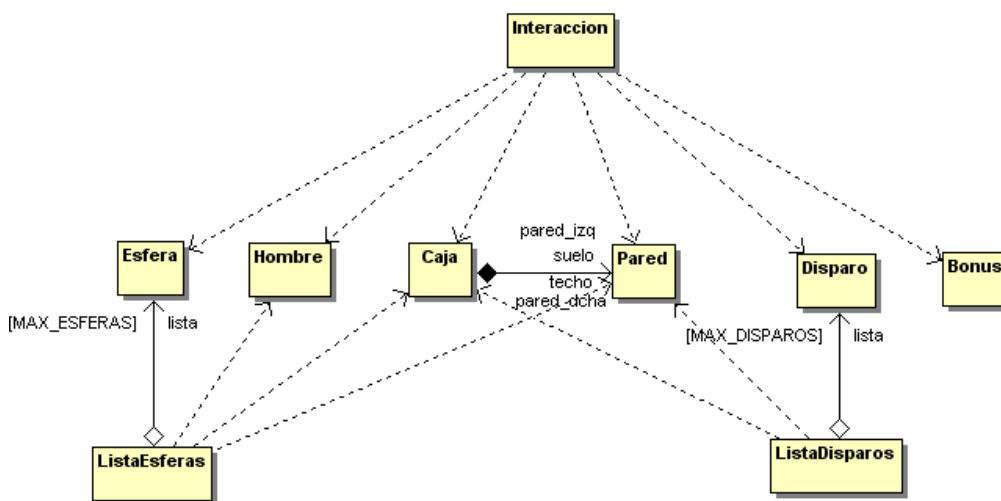 Interaccion
Esfera
Hombre
Caja
pared_izq
suelo
techo
pared_dcha
Pared
Disparo
Bonus
[MAX_ESFERAS]
lista
[MAX_DISPAROS]
lista
ListaEsferas
ListaDisparos